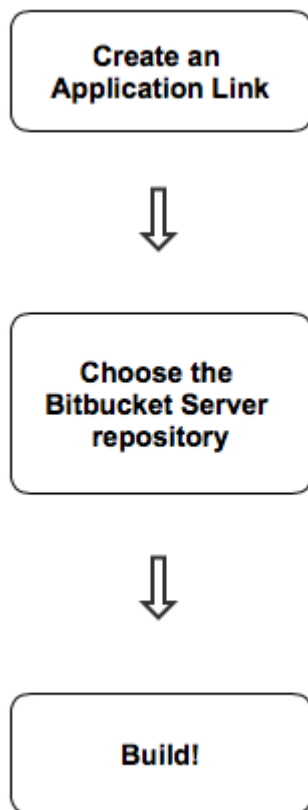 Create an
Application Link
Choose the
Bitbucket Server
repository
Build!